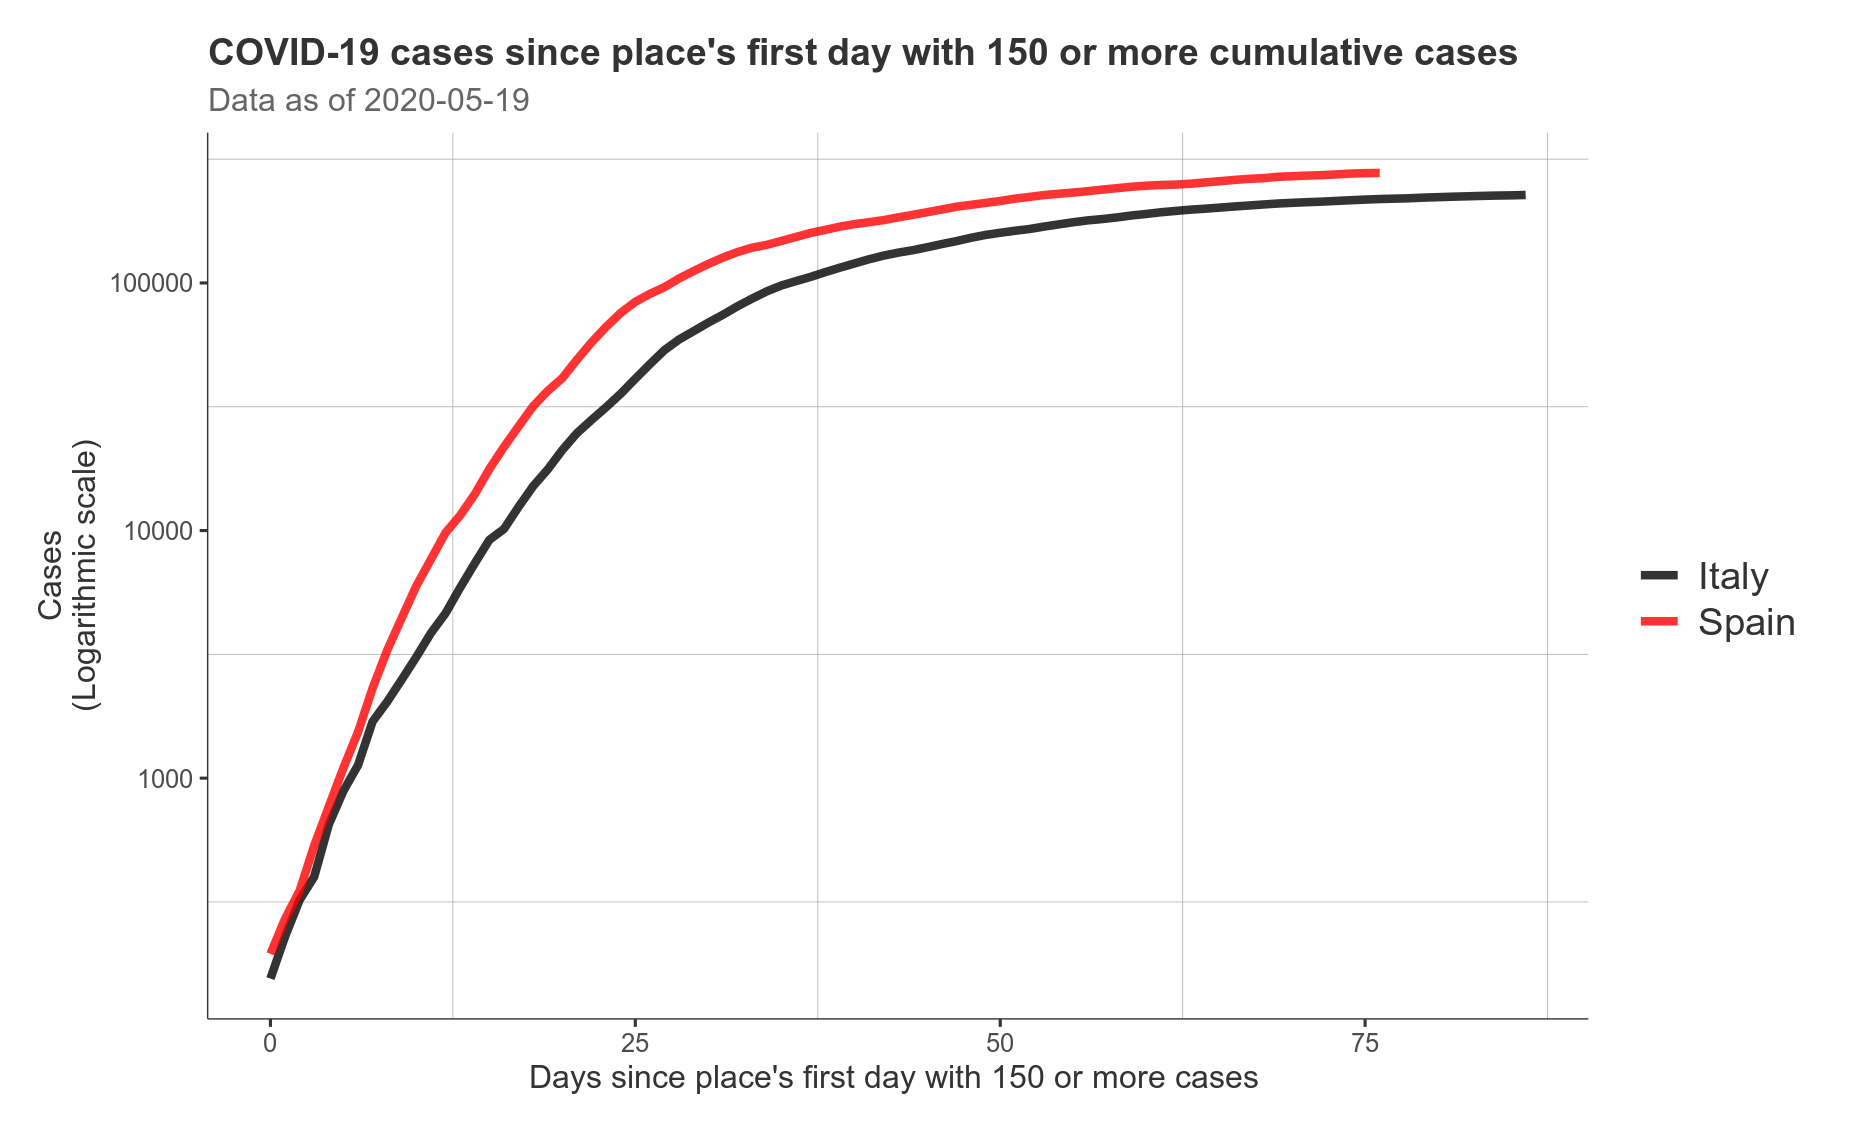 COVID-19 cases since place's first day with 150 or more cumulative cases
Data as of 2020-05-19
100000
10000
1000
Cases
(Logarithmic scale)
0 25 50 75
Days since place's first day with 150 or more cases
Italy
Spain